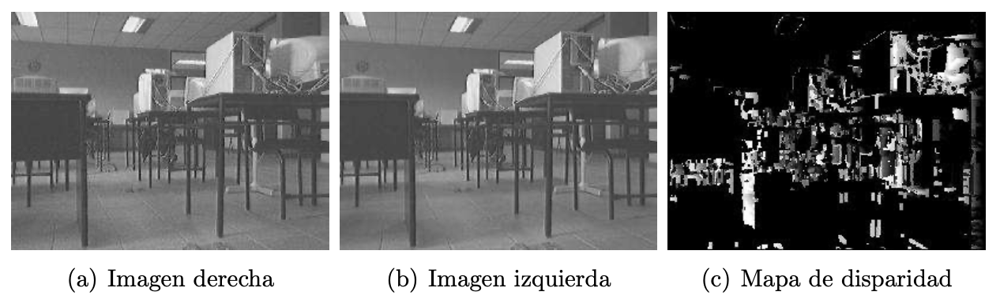 (a) Imagen derecha
(b) Imagen izquierda
(c) Mapa de disparidad